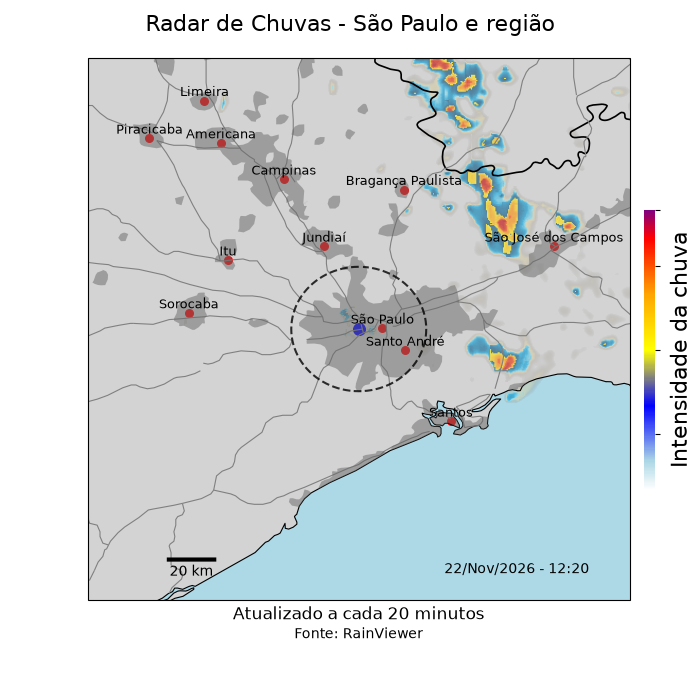 Radar de Chuvas - São Paulo e região
Limeira
Piracicaba
Americana
Campinas
Bragança Paulista
São José dos Campos
Jundiaí
Itu
Sorocaba
São Paulo
Santo André
Santos
20 km
22/Nov/2026 - 12:20
Intensidade da chuva
Atualizado a cada 20 minutos
Fonte: RainViewer